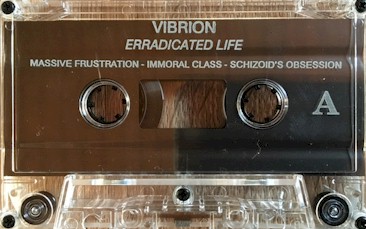 VIBRION
ERRADICATED LIFE
MASSIVE FRUSTRATION - IMMORAL CLASS - SCHIZOID'S OBSESSION
A